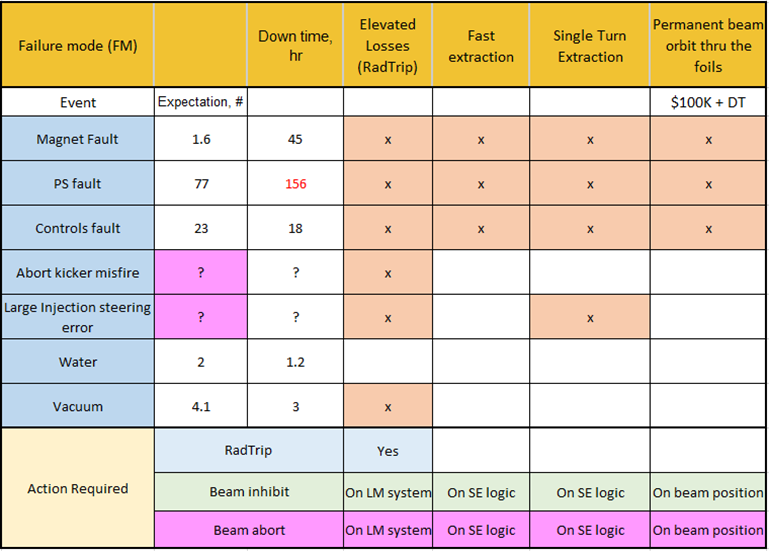 Failure mode (FM) Down time, hr Elevated Losses (RadTrip) Fast extraction Single Turn Extraction Permanent beam orbit thru the foils
Event Expectation, # $100K + DT
Magnet Fault 1.6 45 x x x x
PS fault 77 156 x x x x
Controls fault 23 18 x x x x
Abort kicker misfire ? ? x
Large Injection steering error ? ? x x
Water 2 1.2
Vacuum 4.1 3 x
Action Required
RadTrip Yes
Beam inhibit On LM system On SE logic On SE logic On beam position
Beam abort On LM system On SE logic On SE logic On beam position